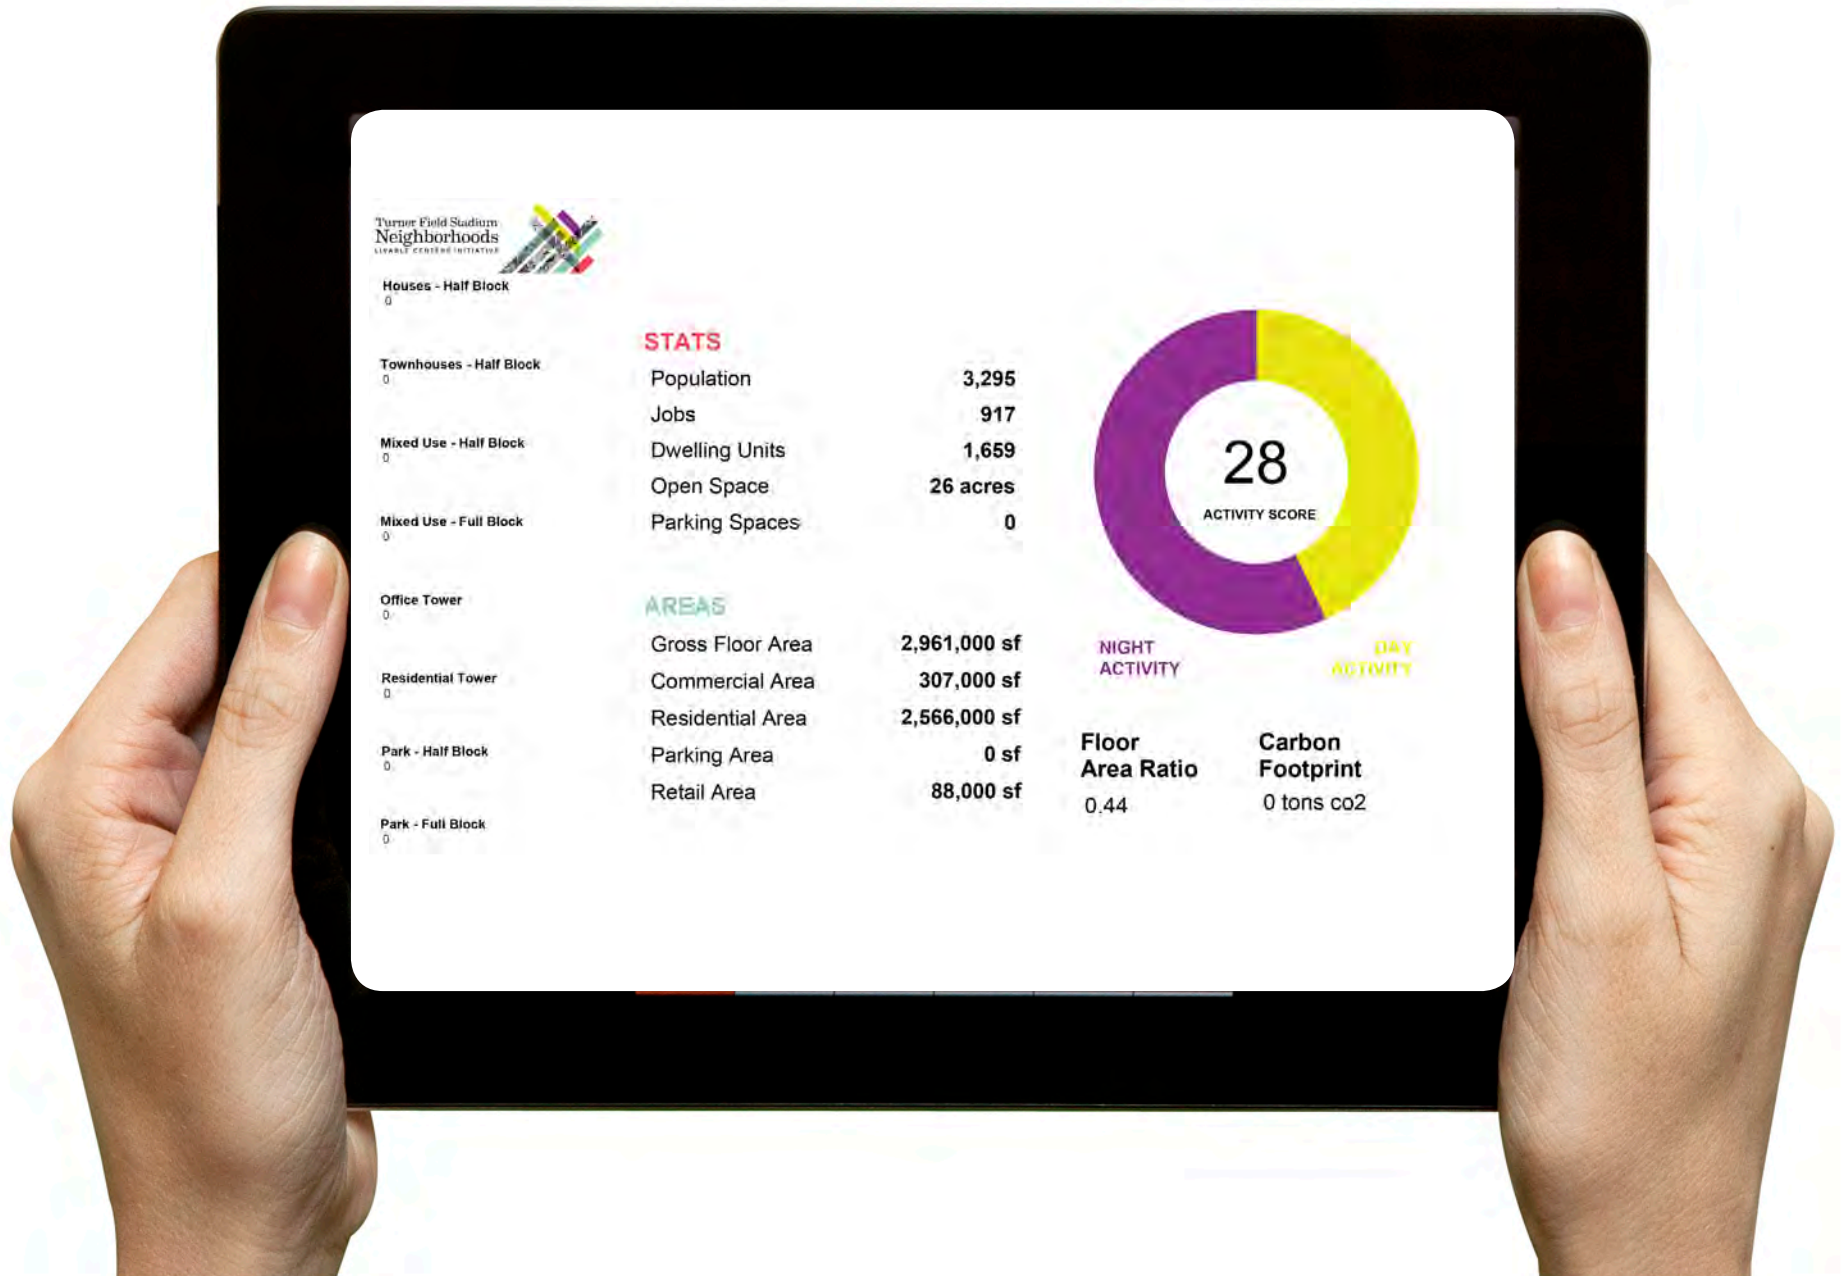 Turner Field Stadium
Neighborhoods
LIVABLE CENTERS INITIATIVE
Houses - Half Block
0
Townhouses - Half Block
0
Mixed Use - Half Block
0
Mixed Use - Full Block
0
Office Tower
0
Residential Tower
0
Park - Half Block
0
Park - Full Block
0
STATS
Population 3,295
Jobs 917
Dwelling Units 1,659
Open Space 26 acres
Parking Spaces 0
AREAS
Gross Floor Area 2,961,000 sf
Commercial Area 307,000 sf
Residential Area 2,566,000 sf
Parking Area 0 sf
Retail Area 88,000 sf
28
ACTIVITY SCORE
NIGHT
ACTIVITY
DAY
ACTIVITY
Floor
Area Ratio
0.44
Carbon
Footprint
0 tons co2